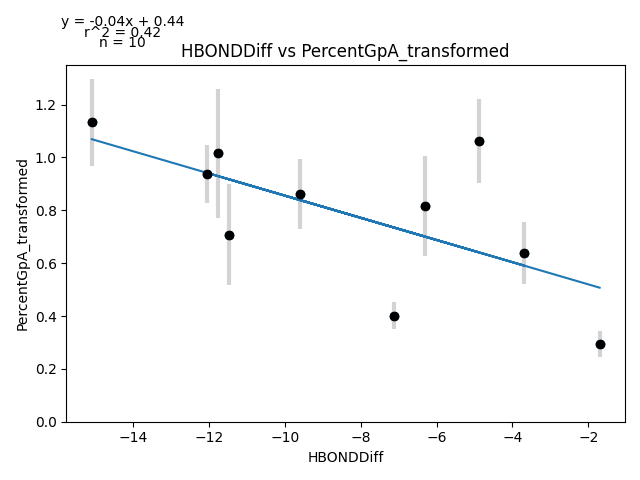 y = -0.04x + 0.44
r^2 = 0.42
n = 10
HBONDDiff vs PercentGpA_transformed
PercentGpA_transformed
1.2
1.0
0.8
0.6
0.4
0.2
0.0
−14 −12 −10 −8 −6 −4 −2
HBONDDiff